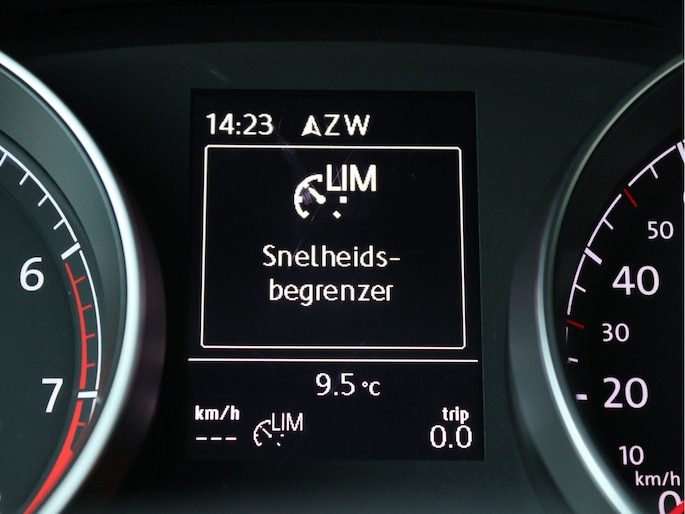 14:23 AZW
LIM
Snelheids-
begrenzer
9.5 °C
km/h
--- LIM
trip
0.0
6
7
50
40
30
20
10
km/h
0